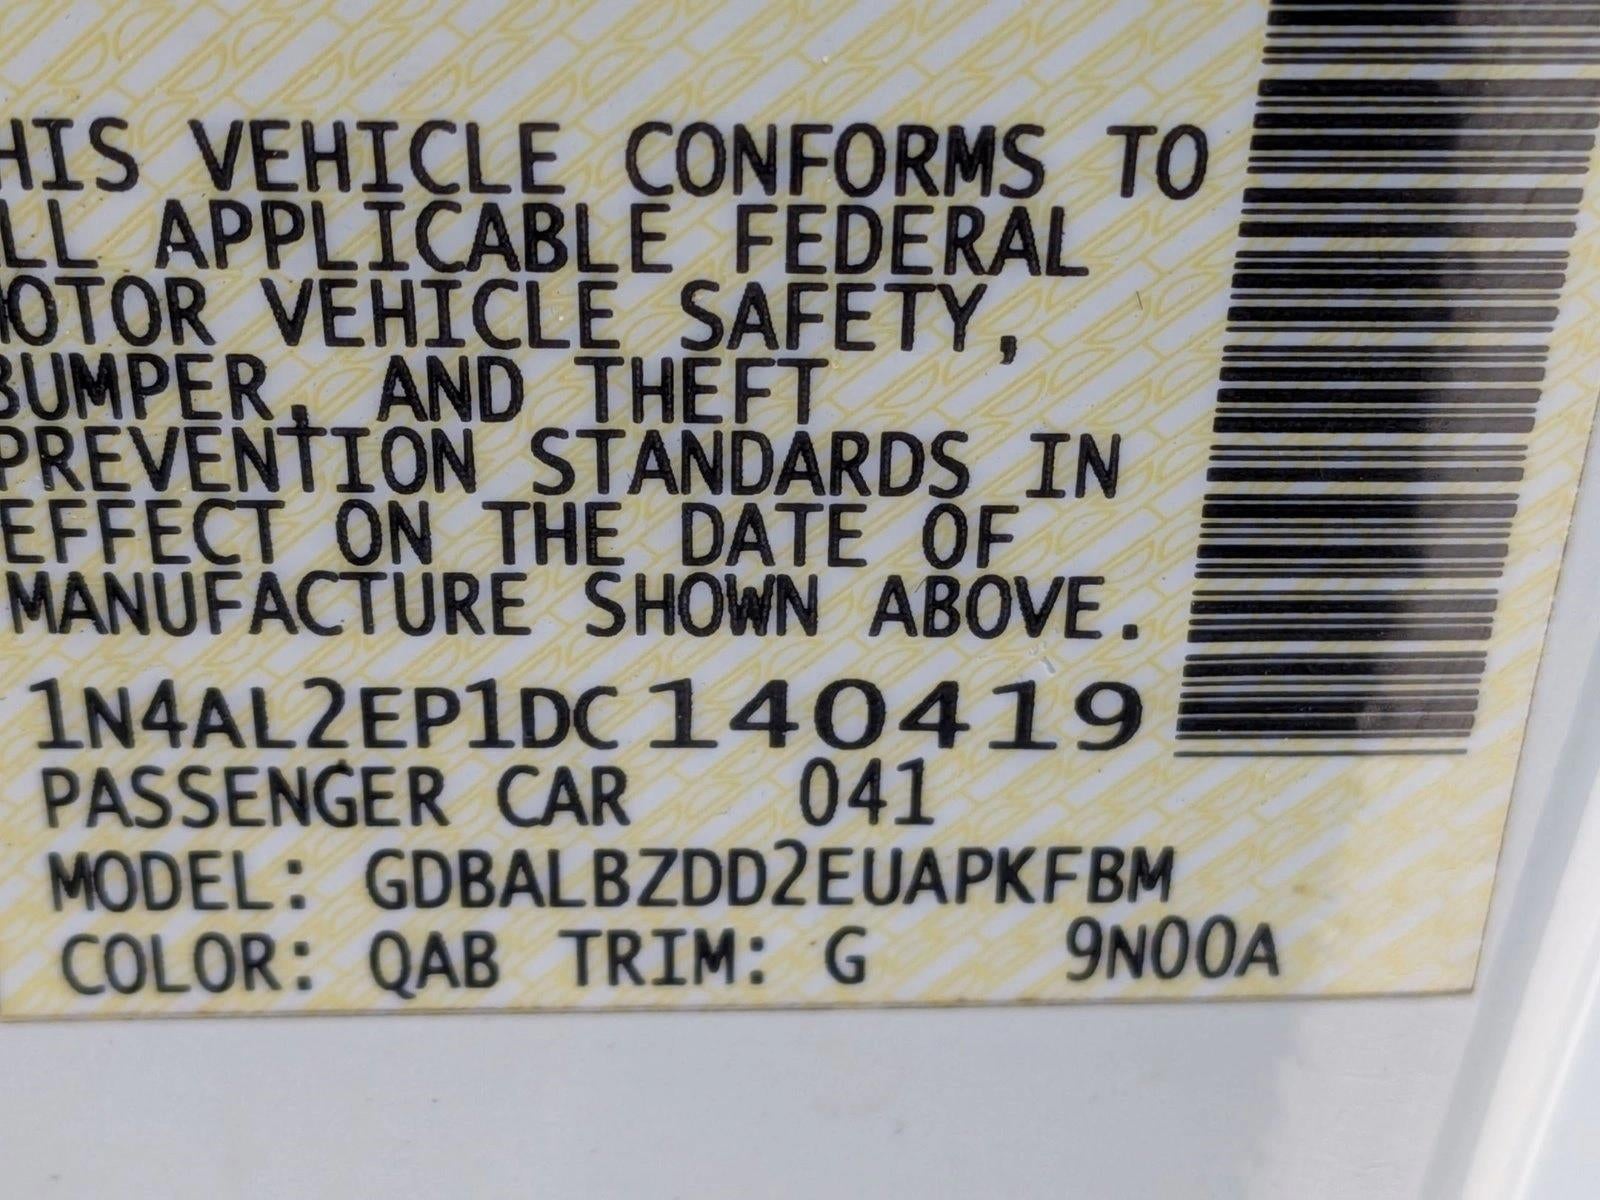 HIS VEHICLE CONFORMS TO
LL APPLICABLE FEDERAL
OTOR VEHICLE SAFETY,
BUMPER, AND THEFT
PREVENTION STANDARDS IN
EFFECT ON THE DATE OF
MANUFACTURE SHOWN ABOVE.
1N4AL2EP1DC140419
PASSENGER CAR 041
MODEL: GDBALBZDD2EUAPKFBM
COLOR: QAB TRIM: G 9N00A